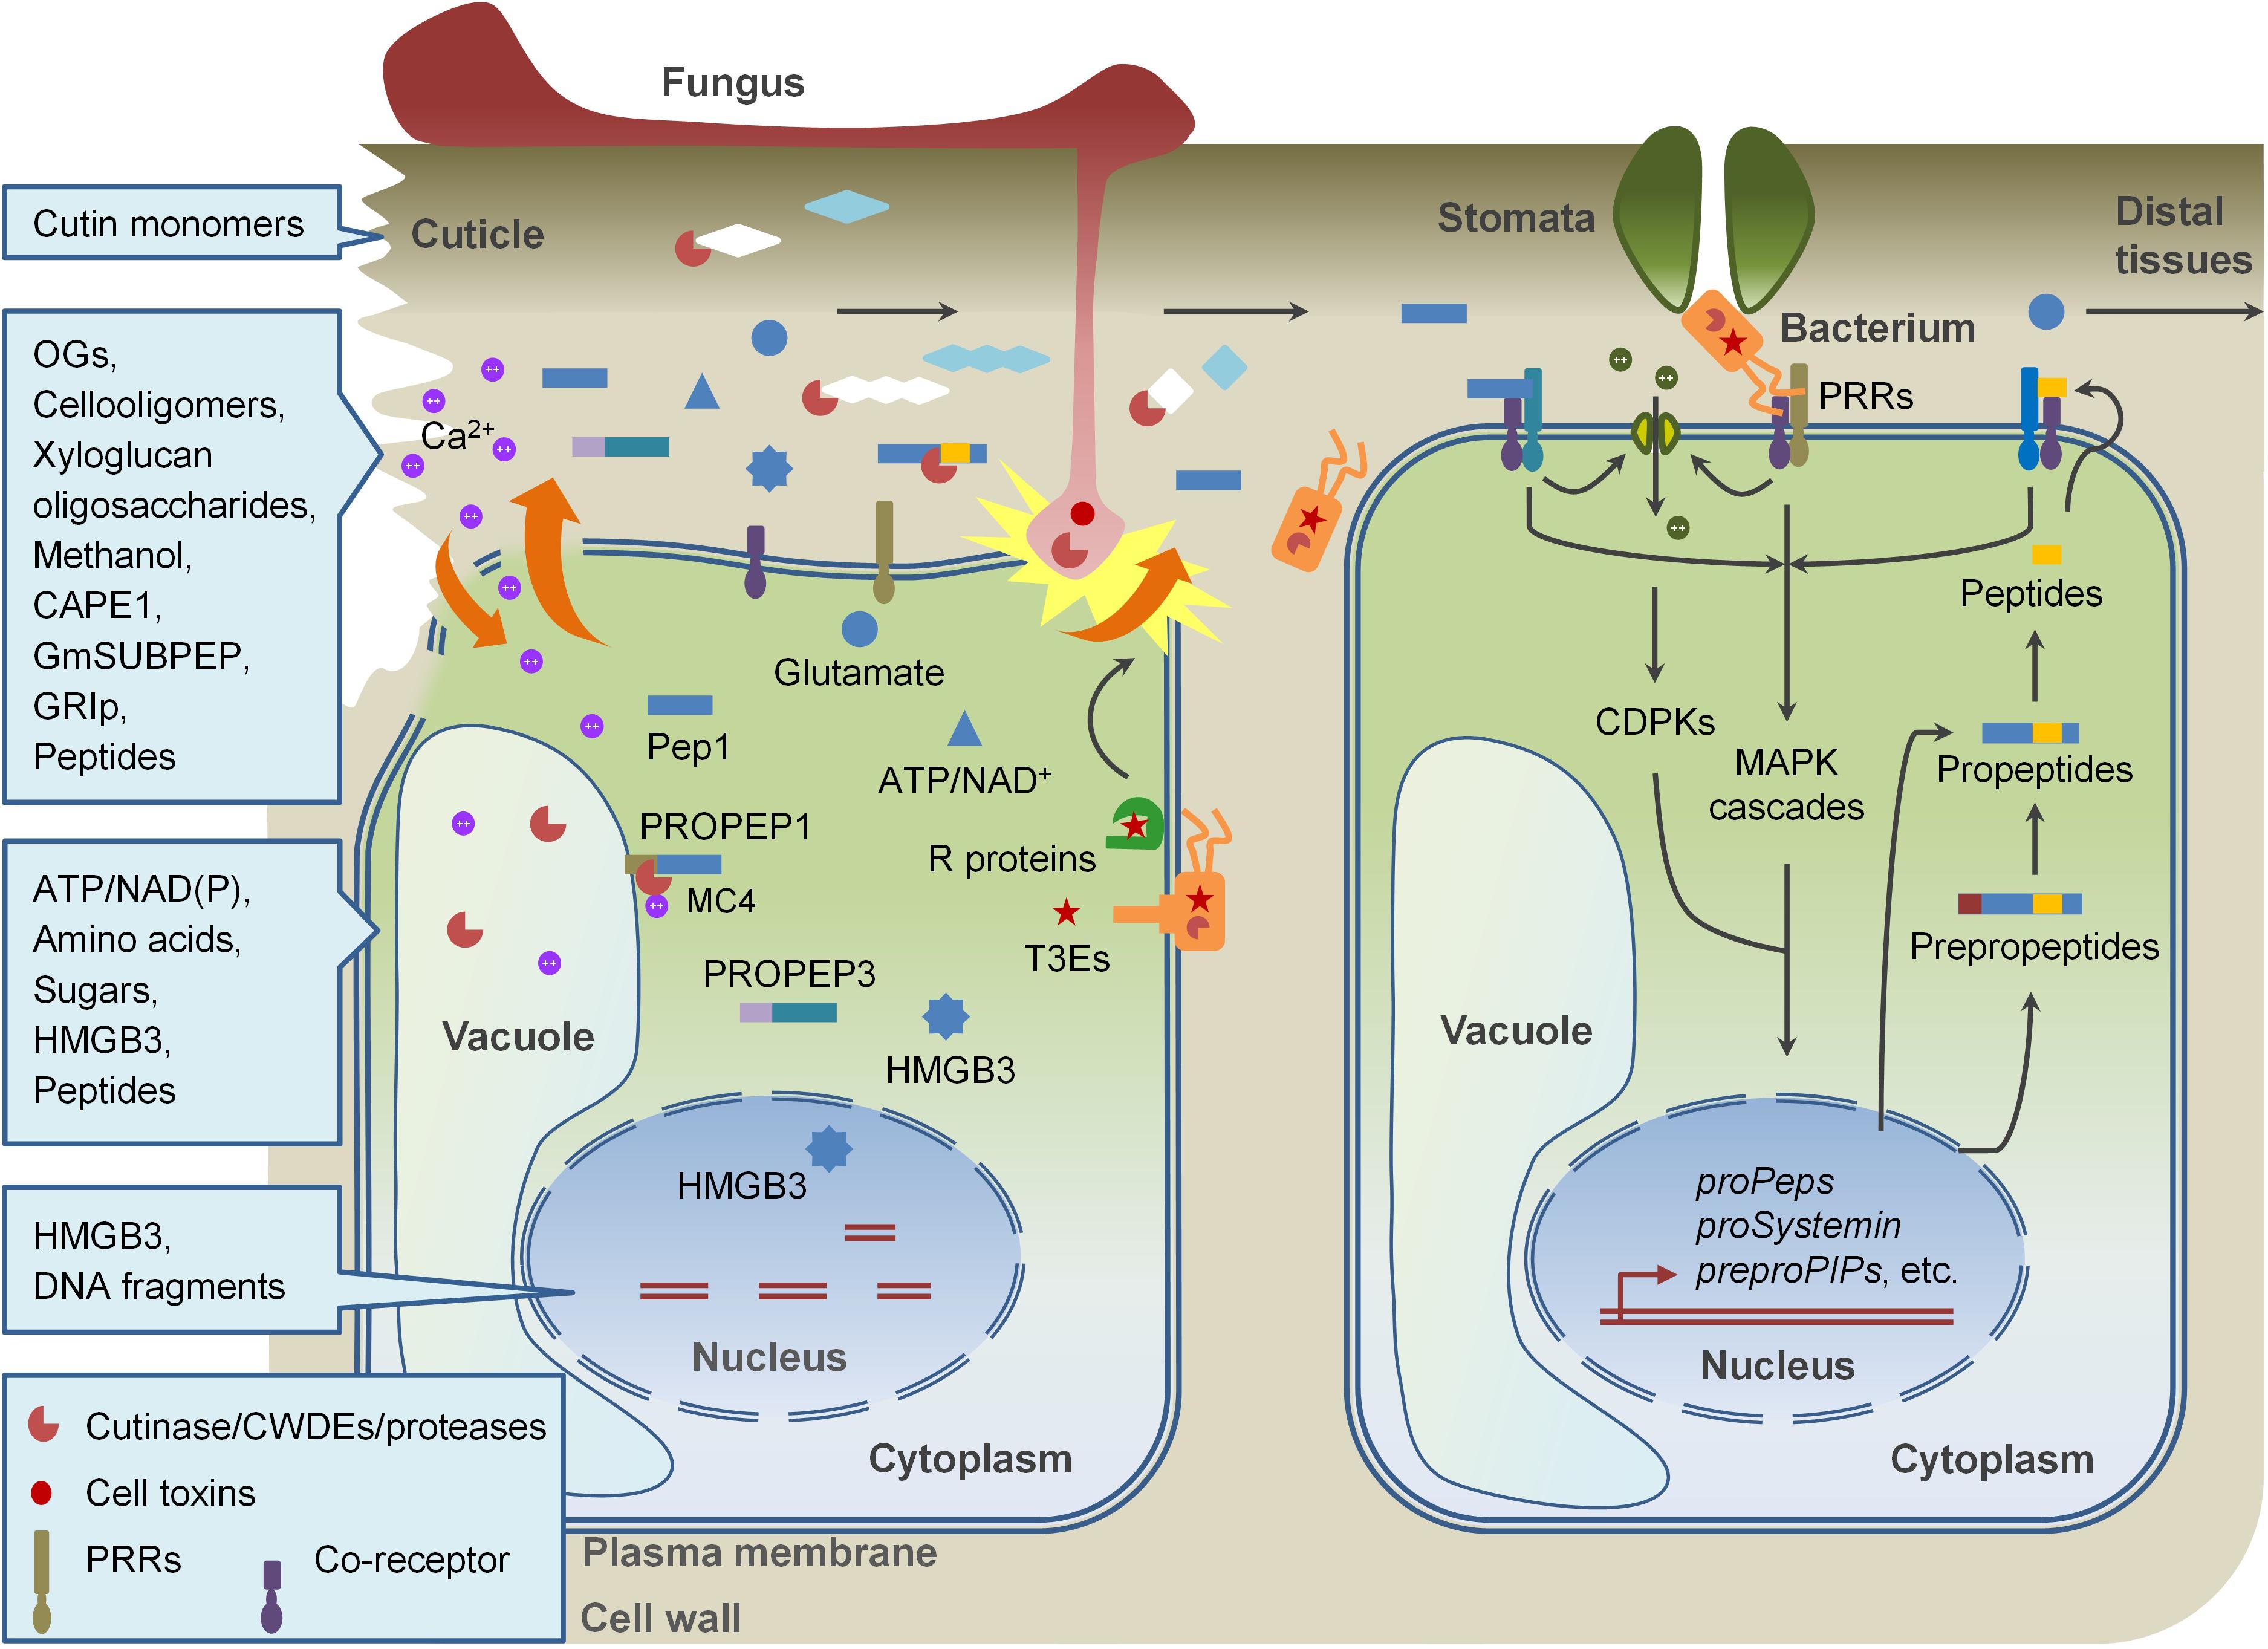 Fungus
Cutin monomers
Cuticle
Stomata
Distal
tissues
Bacterium
PRRs
OGs,
Cellooligomers,
Xyloglucan
oligosaccharides,
Methanol,
CAPE1,
GmSUBPEP,
GRIp,
Peptides
Ca2+
++
++
++
++
++
++
++
++
++
++
++
++
++
++
Glutamate
Pep1
ATP/NAD+
PROPEP1
MC4
R proteins
T3Es
PROPEP3
HMGB3
Vacuole
HMGB3
Nucleus
Cytoplasm
ATP/NAD(P),
Amino acids,
Sugars,
HMGB3,
Peptides
HMGB3,
DNA fragments
Peptides
CDPKs
MAPK
cascades
Propeptides
Prepropeptides
Vacuole
proPeps
proSystemin
preproPIPs, etc.
Nucleus
Cytoplasm
Cutinase/CWDEs/proteases
Cell toxins
PRRs
Co-receptor
Plasma membrane
Cell wall